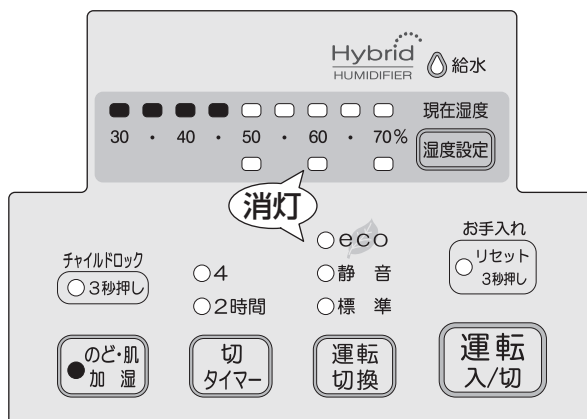 Hybrid
HUMIDIFIER
給水
現在湿度
30 ・ 40 ・ 50 ・ 60 ・ 70%
湿度設定
消灯
eco
お手入れ
チャイルドロック
3秒押し
4
静 音
リセット
3秒押し
2時間
標 準
のど・肌
加 湿
切
タイマー
運転
切換
運転
入/切